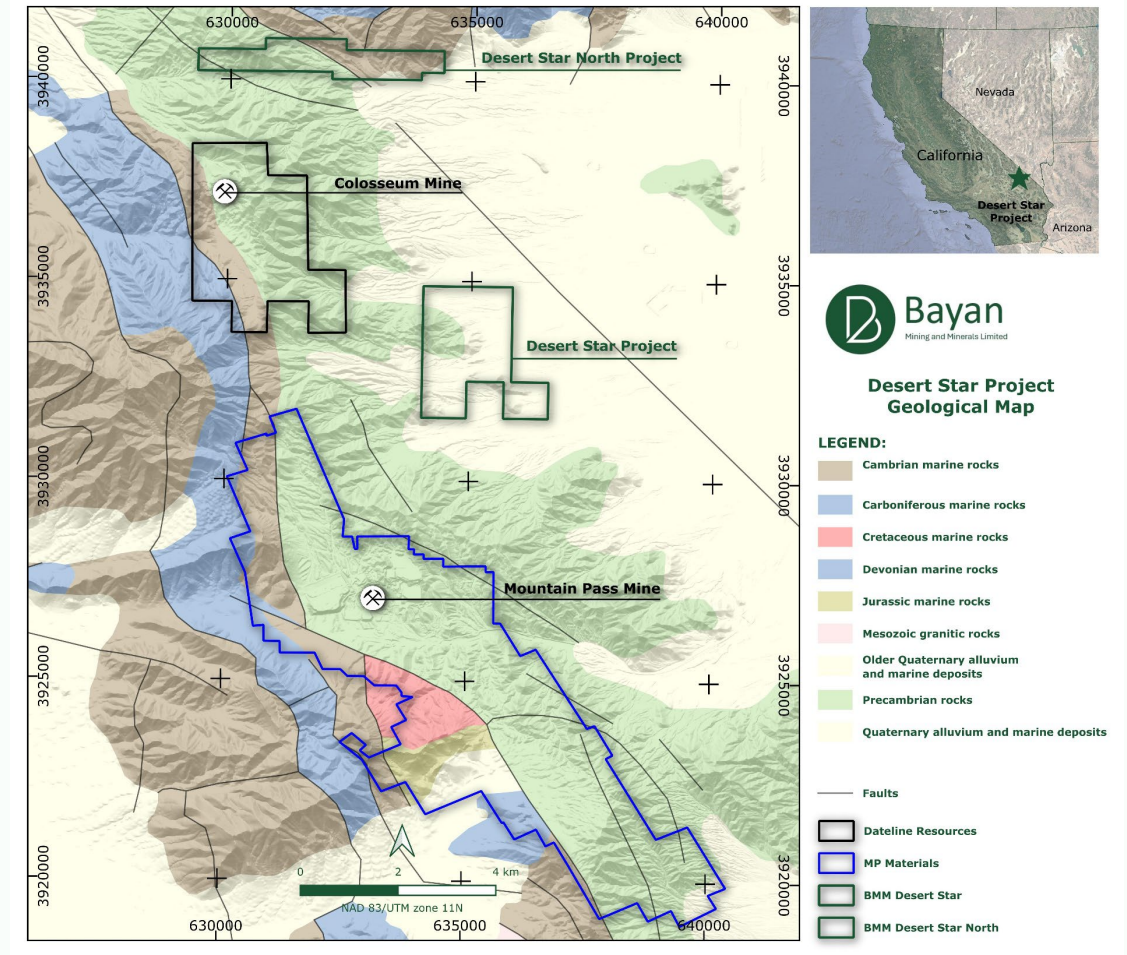 630000
635000
640000
Desert Star North Project
3940000
3940000
Colosseum Mine
3935000
3935000
Desert Star Project
3930000
3930000
Mountain Pass Mine
3925000
3925000
3920000
3920000
0
2
4 km
NAD 83/UTM zone 11N
630000
635000
640000
Nevada
California
Desert Star
Project
Arizona
Bayan
Mining and Minerals Limited
Desert Star Project
Geological Map
LEGEND:
Cambrian marine rocks
Carboniferous marine rocks
Cretaceous marine rocks
Devonian marine rocks
Jurassic marine rocks
Mesozoic granitic rocks
Older Quaternary alluvium
and marine deposits
Precambrian rocks
Quaternary alluvium and marine deposits
Faults
Dateline Resources
MP Materials
BMM Desert Star
BMM Desert Star North